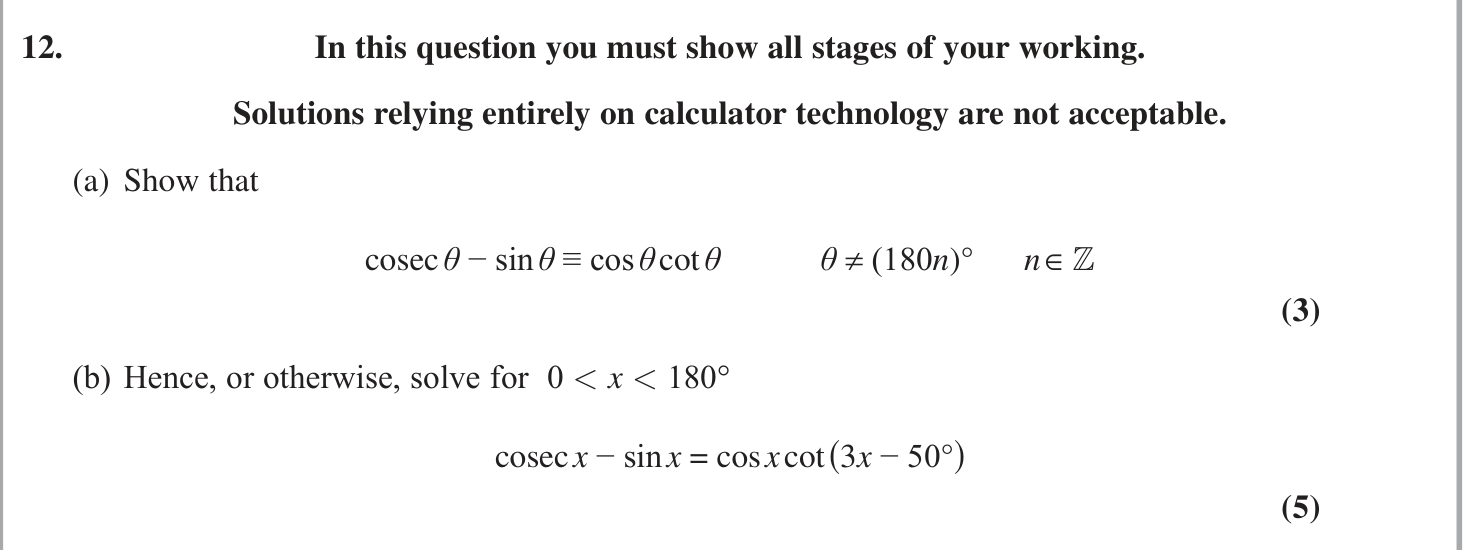 12. In this question you must show all stages of your working.
Solutions relying entirely on calculator technology are not acceptable.
(a) Show that
cosec θ − sin θ ≡ cos θ cot θ θ ≠ (180n)° n ∈ ℤ
(3)
(b) Hence, or otherwise, solve for 0 < x < 180°
cosec x − sin x = cos x cot (3x − 50°)
(5)